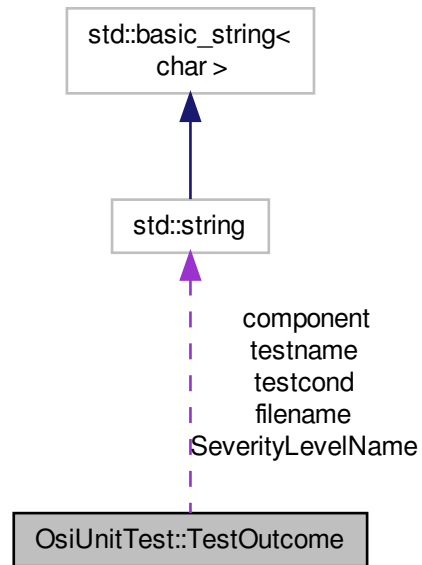 std::basic_string<
char >
std::string
component
testname
testcond
filename
SeverityLevelName
OsiUnitTest::TestOutcome